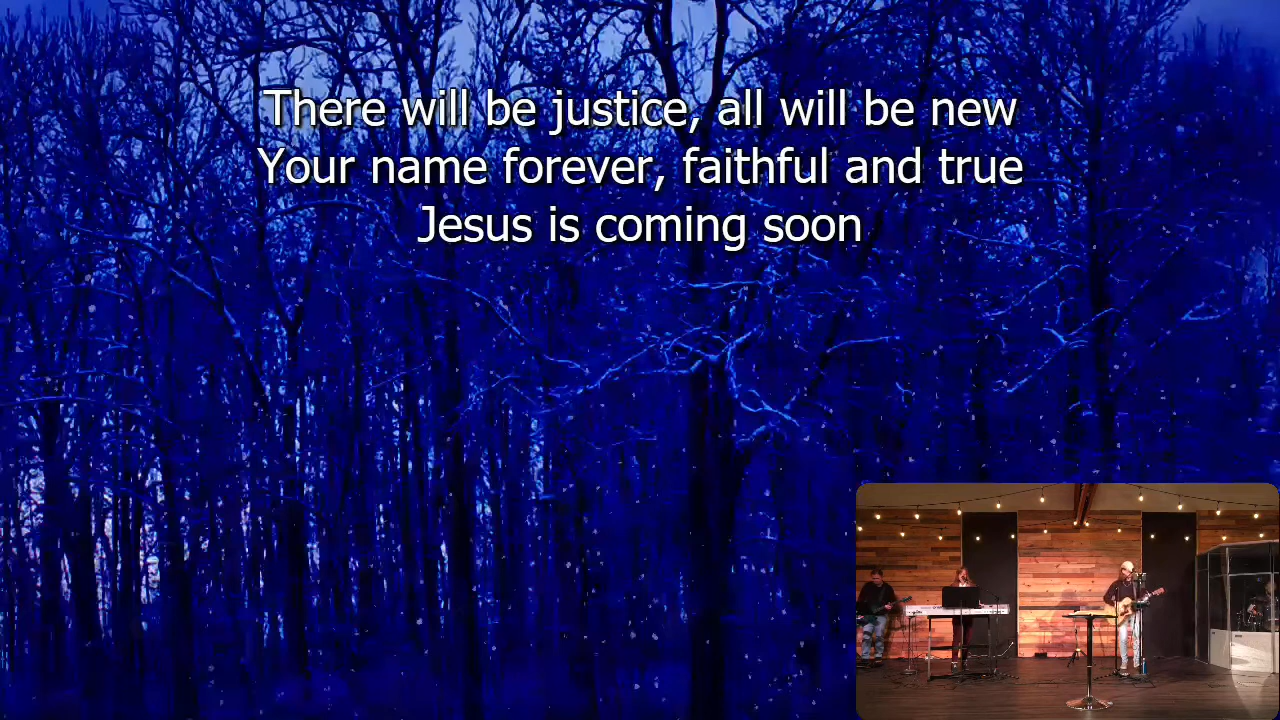 There will be justice, all will be new
Your name forever, faithful and true
Jesus is coming soon